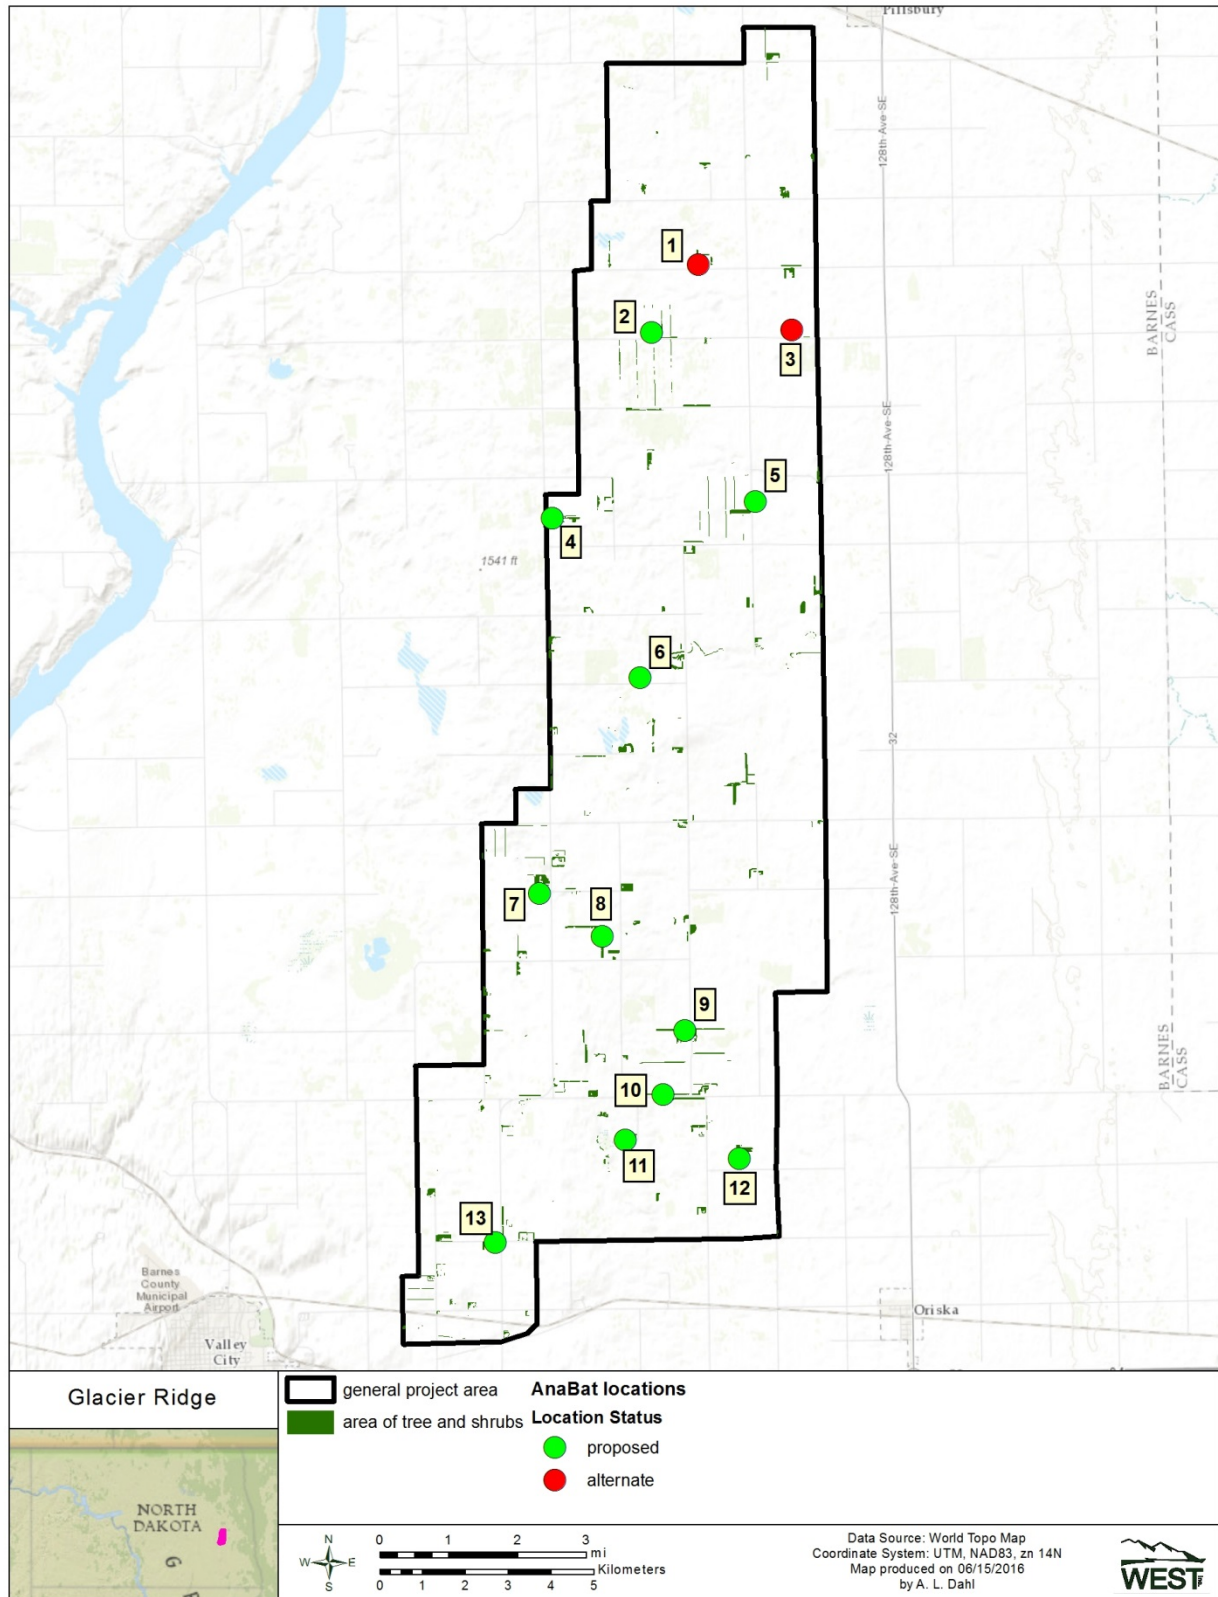 Pillsbury
128th-Ave-SE
1
2
3
BARNES
CASS
128th-Ave-SE
5
4
1541 ft
6
32
7
8
128th-Ave-SE
9
BARNES
CASS
10
11
12
13
Barnes
County
Municipal
Airport
Valley
City
Oriska
Glacier Ridge
NORTH
DAKOTA
G
general project area
area of tree and shrubs
AnaBat locations
Location Status
proposed
alternate
N
W E
S
0 1 2 3
mi
Kilometers
0 1 2 3 4 5
Data Source: World Topo Map
Coordinate System: UTM, NAD83, zn 14N
Map produced on 06/15/2016
by A. L. Dahl
WEST